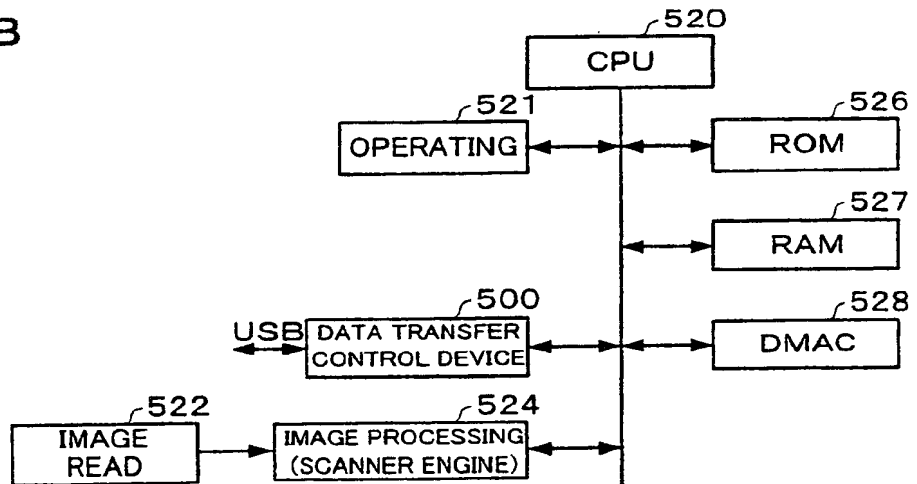 B
520
CPU
521
526
OPERATING
ROM
527
RAM
500
528
USB
DATA TRANSFER
CONTROL DEVICE
DMAC
522
524
IMAGE
READ
IMAGE PROCESSING
(SCANNER ENGINE)